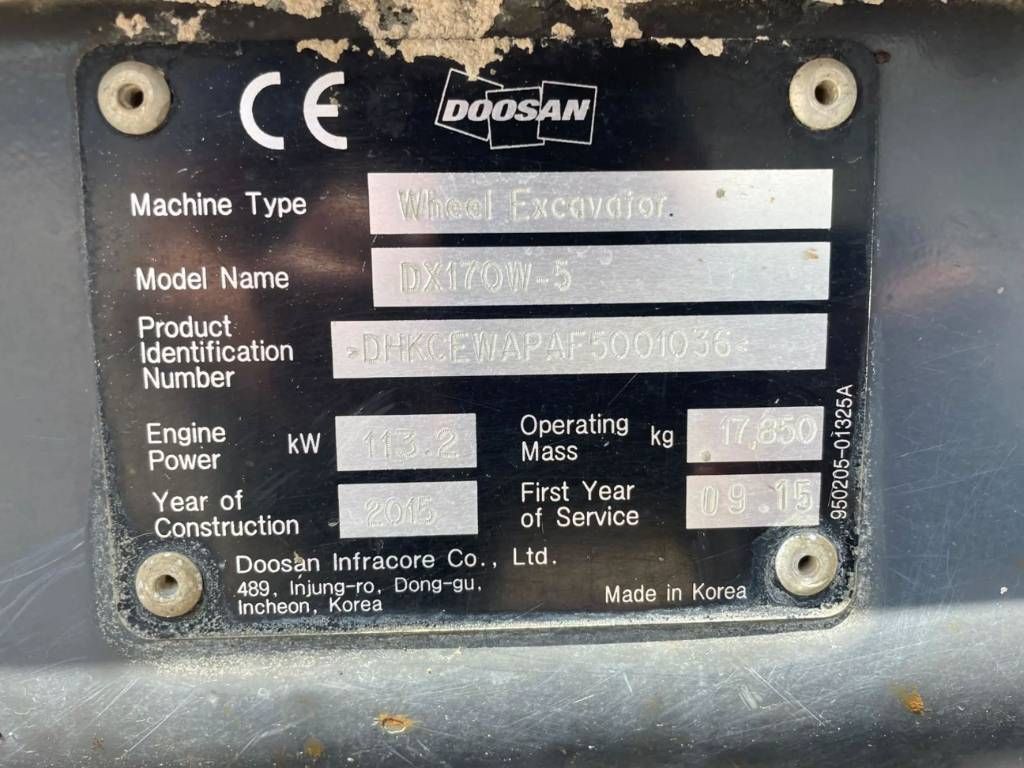 CE DOOSAN
Machine Type Wheel Excavator
Model Name DX170W-5
Product
Identification
Number >DHKCEWAPAF5001036<
Engine
Power kW 113.2
Operating
Mass kg 17,850
Year of
Construction 2015
First Year
of Service 09.15
Doosan Infracore Co., Ltd.
489, Injung-ro, Dong-gu,
Incheon, Korea
Made in Korea
950205-01325A